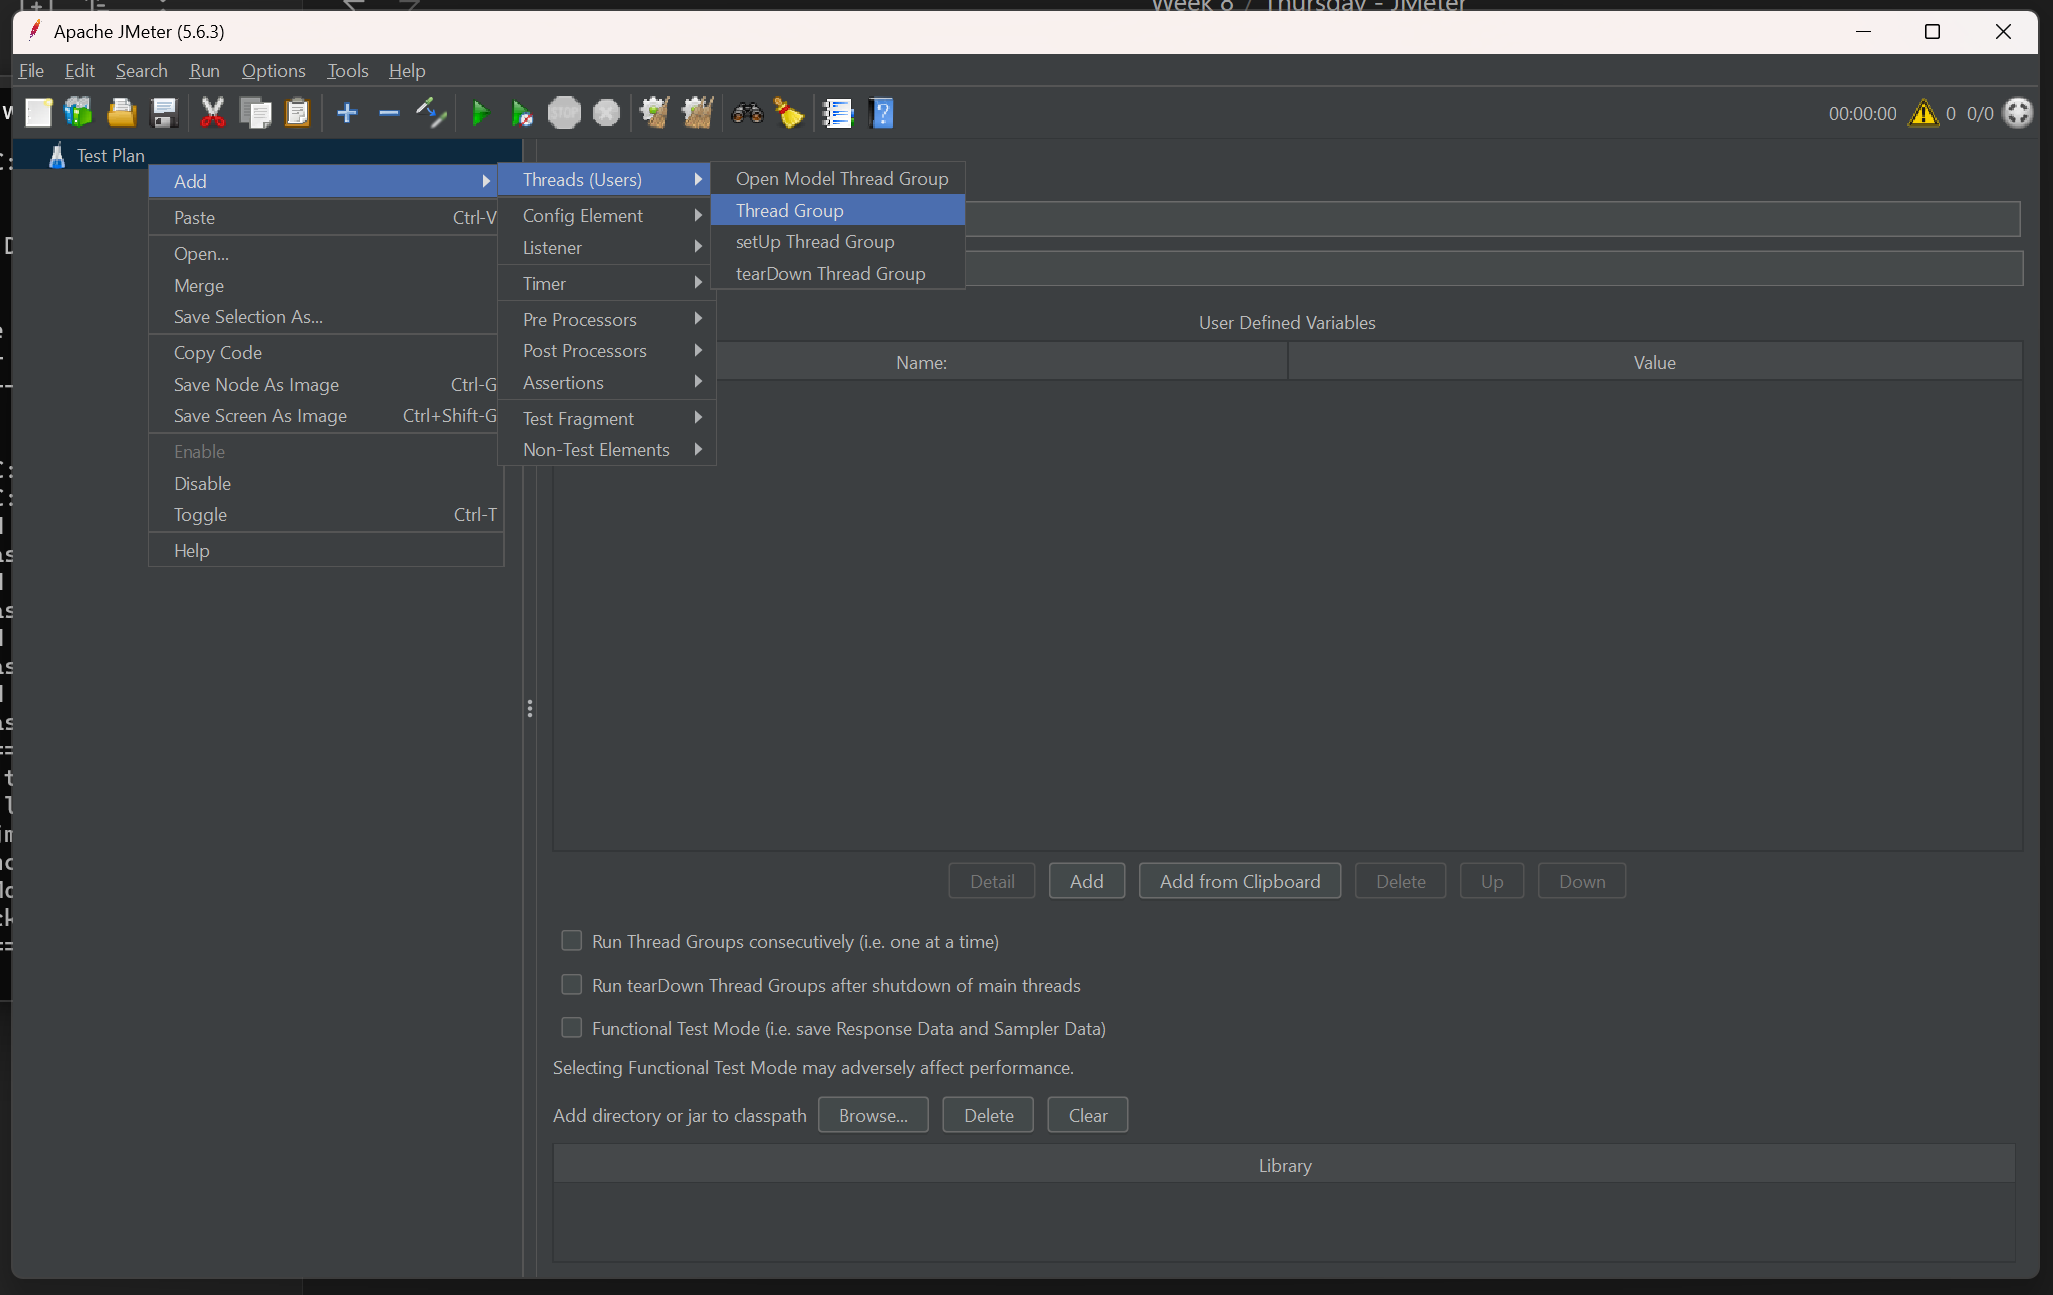 Week 8 / Thursday - JMeter
Apache JMeter (5.6.3)
File Edit Search Run Options Tools Help
STOP
00:00:00 0 0/0
Test Plan
Add
Paste Ctrl-V
Open...
Merge
Save Selection As...
Copy Code
Save Node As Image Ctrl-G
Save Screen As Image Ctrl+Shift-G
Enable
Disable
Toggle Ctrl-T
Help
Threads (Users)
Config Element
Listener
Timer
Pre Processors
Post Processors
Assertions
Test Fragment
Non-Test Elements
Open Model Thread Group
Thread Group
setUp Thread Group
tearDown Thread Group
User Defined Variables
Name: Value
Detail Add Add from Clipboard Delete Up Down
Run Thread Groups consecutively (i.e. one at a time)
Run tearDown Thread Groups after shutdown of main threads
Functional Test Mode (i.e. save Response Data and Sampler Data)
Selecting Functional Test Mode may adversely affect performance.
Add directory or jar to classpath Browse... Delete Clear
Library